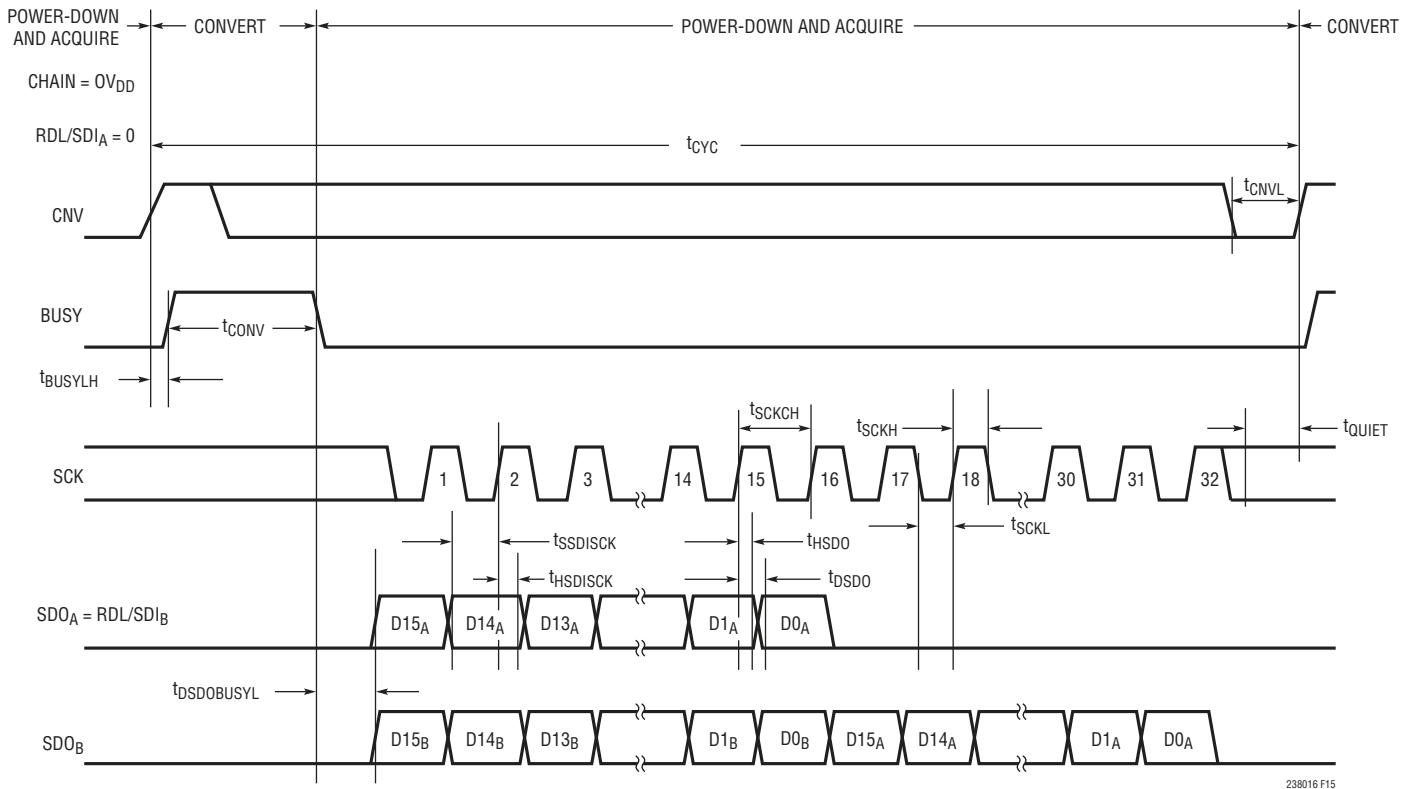 POWER-DOWN
AND ACQUIRE
CONVERT
POWER-DOWN AND ACQUIRE
CONVERT
CHAIN = OVDD
RDL/SDIA = 0
tCYC
CNV
tCNVL
BUSY
tCONV
tBUSYLH
tSCKCH
tSCKH
tQUIET
SCK
1 2 3 14 15 16 17 18 30 31 32
tSSDISCK
tHSDO
tSCKL
tHSDISCK
tDSDO
SDOA = RDL/SDIB
D15A D14A D13A D1A D0A
tDSDOBUSYL
SDOB
D15B D14B D13B D1B D0B D15A D14A D1A D0A
238016 F15